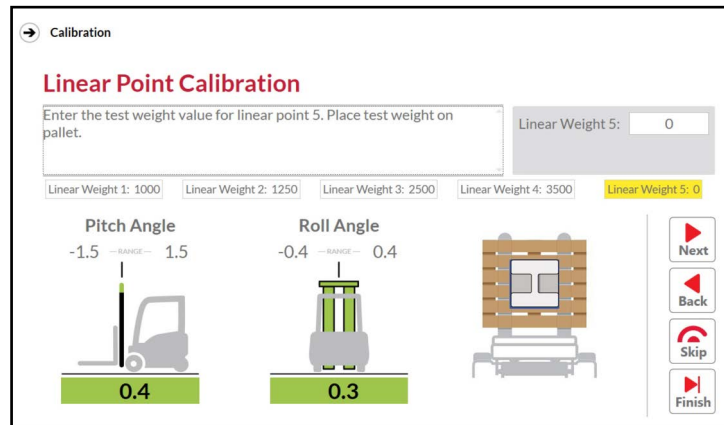 Calibration
Linear Point Calibration
Enter the test weight value for linear point 5. Place test weight on
pallet.
Linear Weight 5: 0
Linear Weight 1: 1000 Linear Weight 2: 1250 Linear Weight 3: 2500 Linear Weight 4: 3500 Linear Weight 5: 0
Pitch Angle
-1.5 —RANGE— 1.5
0.4
Roll Angle
-0.4 —RANGE— 0.4
0.3
Next
Back
Skip
Finish